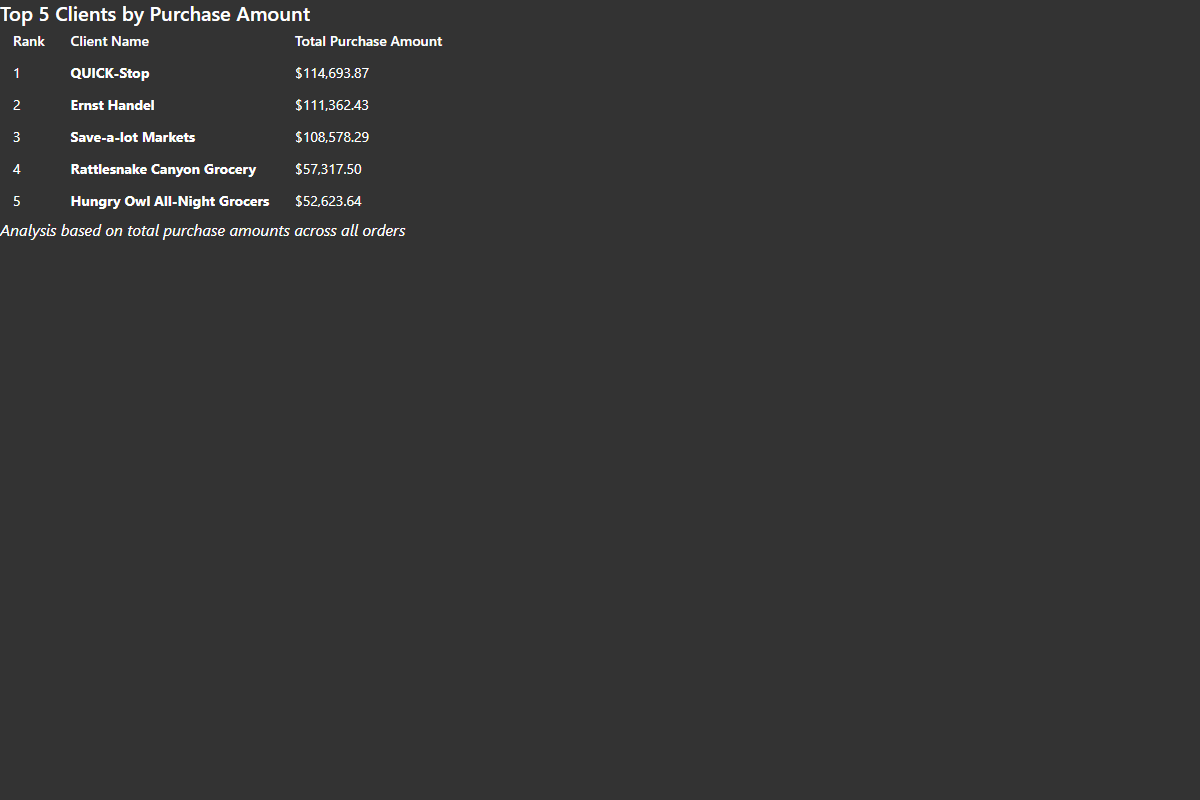 Top 5 Clients by Purchase Amount
Rank Client Name Total Purchase Amount
1 QUICK-Stop $114,693.87
2 Ernst Handel $111,362.43
3 Save-a-lot Markets $108,578.29
4 Rattlesnake Canyon Grocery $57,317.50
5 Hungry Owl All-Night Grocers $52,623.64
Analysis based on total purchase amounts across all orders